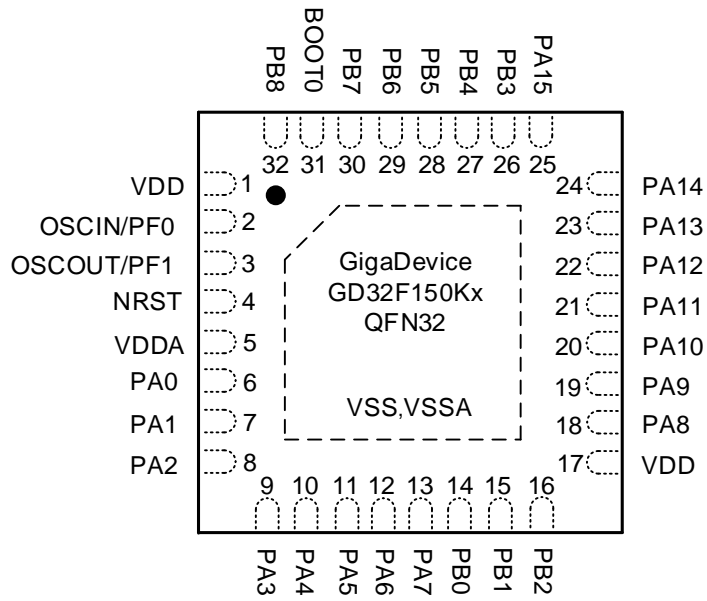 PB8
BOOT0
PB7
PB6
PB5
PB4
PB3
PA15
32 31 30 29 28 27 26 25
VDD 1
OSCIN/PF0 2
OSCOUT/PF1 3
NRST 4
VDDA 5
PA0 6
PA1 7
PA2 8
24 PA14
23 PA13
22 PA12
21 PA11
20 PA10
19 PA9
18 PA8
17 VDD
GigaDevice
GD32F150Kx
QFN32
VSS,VSSA
9 10 11 12 13 14 15 16
PA3
PA4
PA5
PA6
PA7
PB0
PB1
PB2